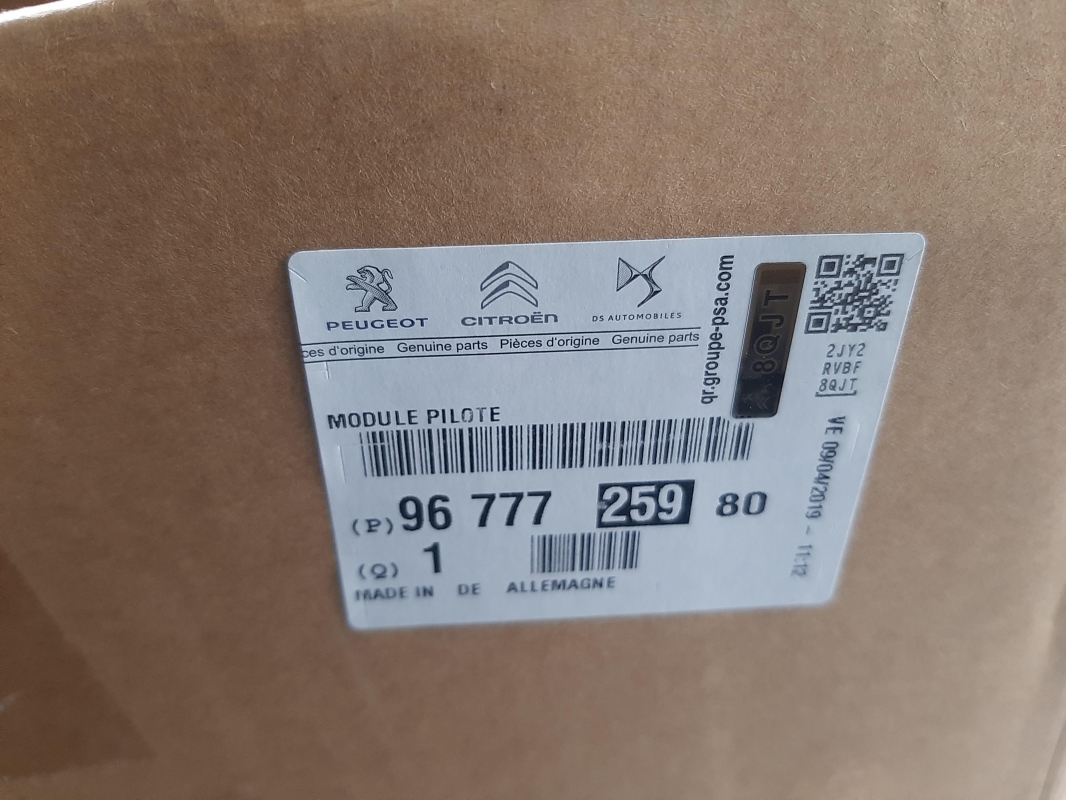 PEUGEOT CITROËN DS AUTOMOBILES
ces d'origine Genuine parts Pièces d'origine Genuine parts
MODULE PILOTE
(P) 96 777 259 80
(Q) 1
MADE IN DE ALLEMAGNE
qr.groupe-psa.com
8QJT
2JY2
RVBF
8QJT
VE 09/04/2019 - 11:12